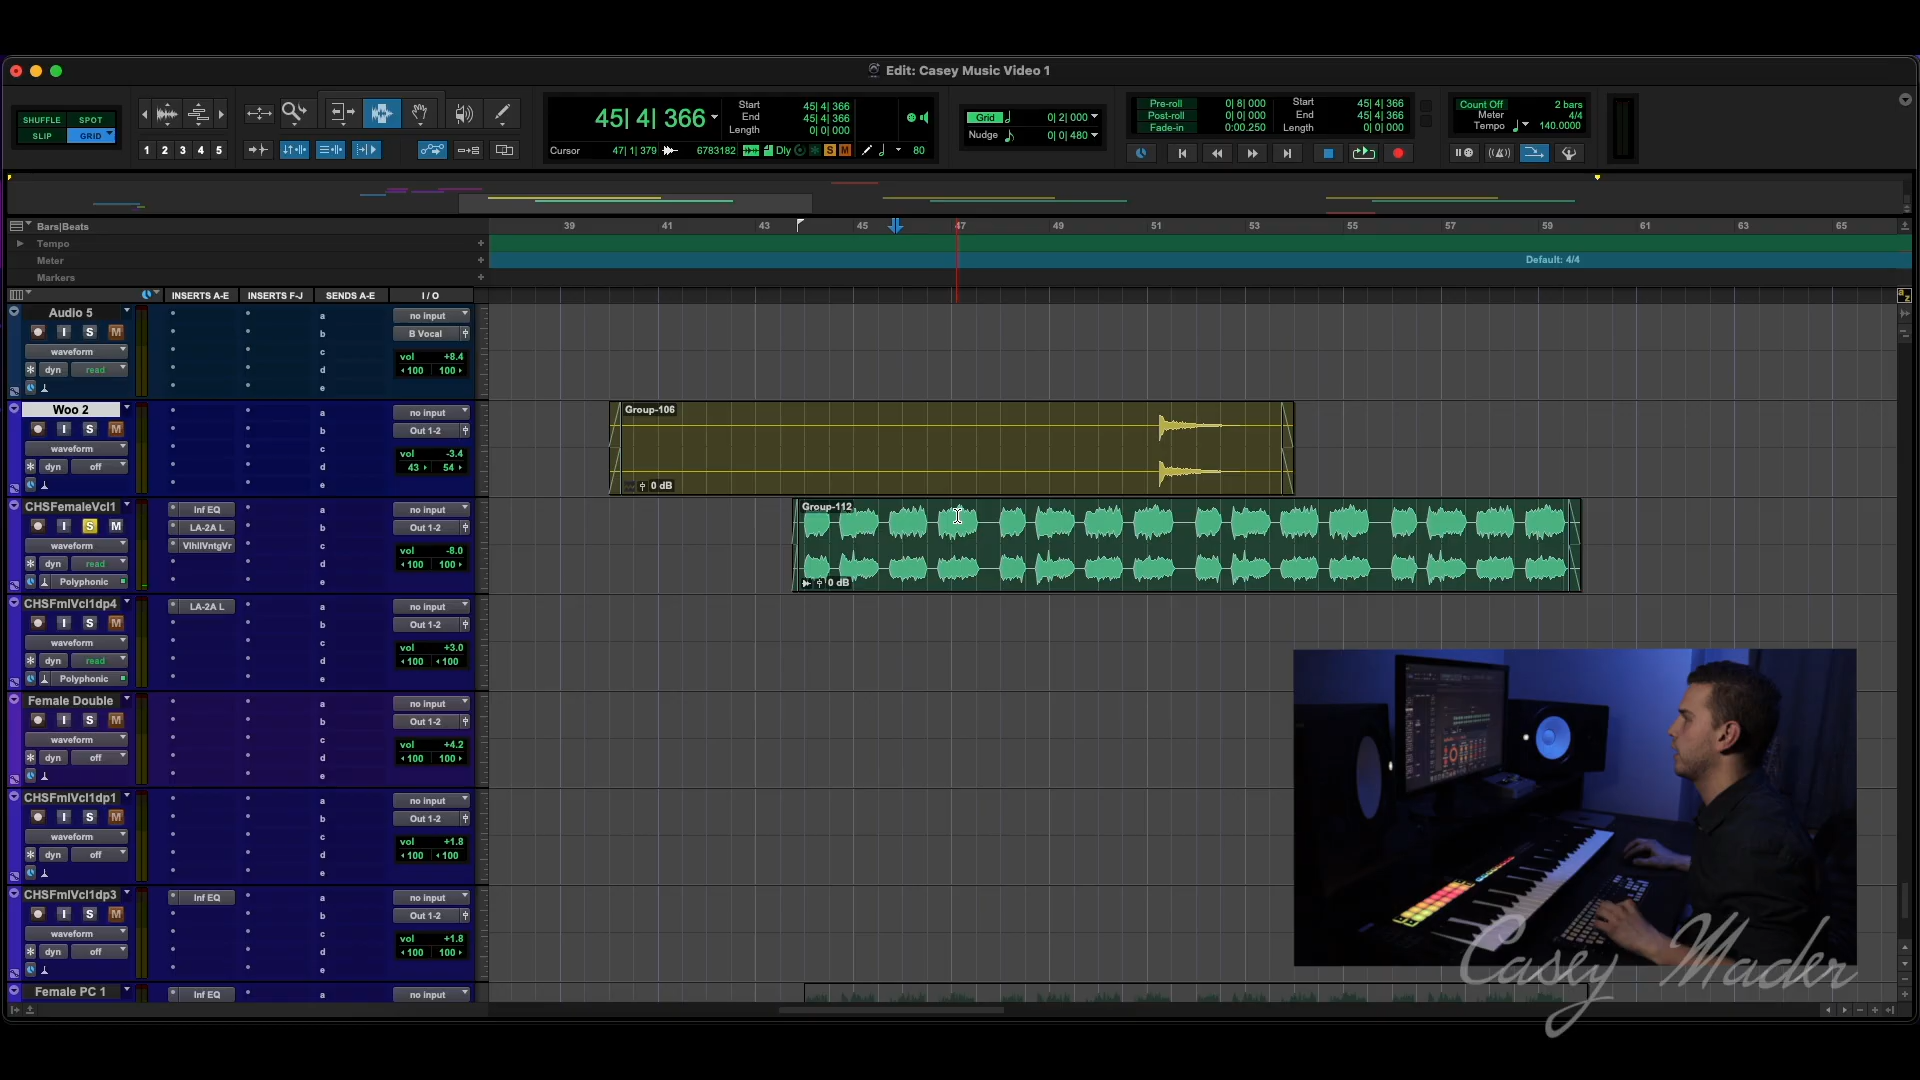 Edit: Casey Music Video 1
SHUFFLE SPOT
SLIP GRID
1 2 3 4 5
45| 4| 366
Start 45| 4| 366
End 45| 4| 366
Length 0| 0| 000
Cursor 47| 1| 379 6783182 Dly S M 80
Grid 0| 2| 000
Nudge 0| 0| 480
Pre-roll 0| 8| 000
Post-roll 0| 0| 000
Fade-in 0:00.250
Start 45| 4| 366
End 45| 4| 366
Length 0| 0| 000
Count Off 2 bars
Meter 4/4
Tempo 140.0000
Bars|Beats
39 41 43 45 47 49 51 53 55 57 59 61 63 65
Tempo
Meter
Default: 4/4
Markers
INSERTS A-E INSERTS F-J SENDS A-E I / O
Audio 5
I S M
waveform
dyn read
a b c d e
no input
B Vocal
vol +8.4
100 100
Woo 2
I S M
waveform
dyn off
a b c d e
no input
Out 1-2
vol -3.4
43 54
Group-106
0 dB
CHSFemaleVcl1
I S M
waveform
dyn read
Polyphonic
Inf EQ
LA-2A L
VlhllVntgVr
a b c d e
no input
Out 1-2
vol -8.0
100 100
Group-112
0 dB
CHSFmlVcl1dp4
I S M
waveform
dyn read
Polyphonic
LA-2A L
a b c d e
no input
Out 1-2
vol +3.0
100 100
Female Double
I S M
waveform
dyn off
a b c d e
no input
Out 1-2
vol +4.2
100 100
CHSFmlVcl1dp1
I S M
waveform
dyn off
a b c d e
no input
Out 1-2
vol +1.8
100 100
CHSFmlVcl1dp3
I S M
waveform
dyn off
Inf EQ
a b c d e
no input
Out 1-2
vol +1.8
100 100
Female PC 1
Inf EQ
a
no input
Casey Mader